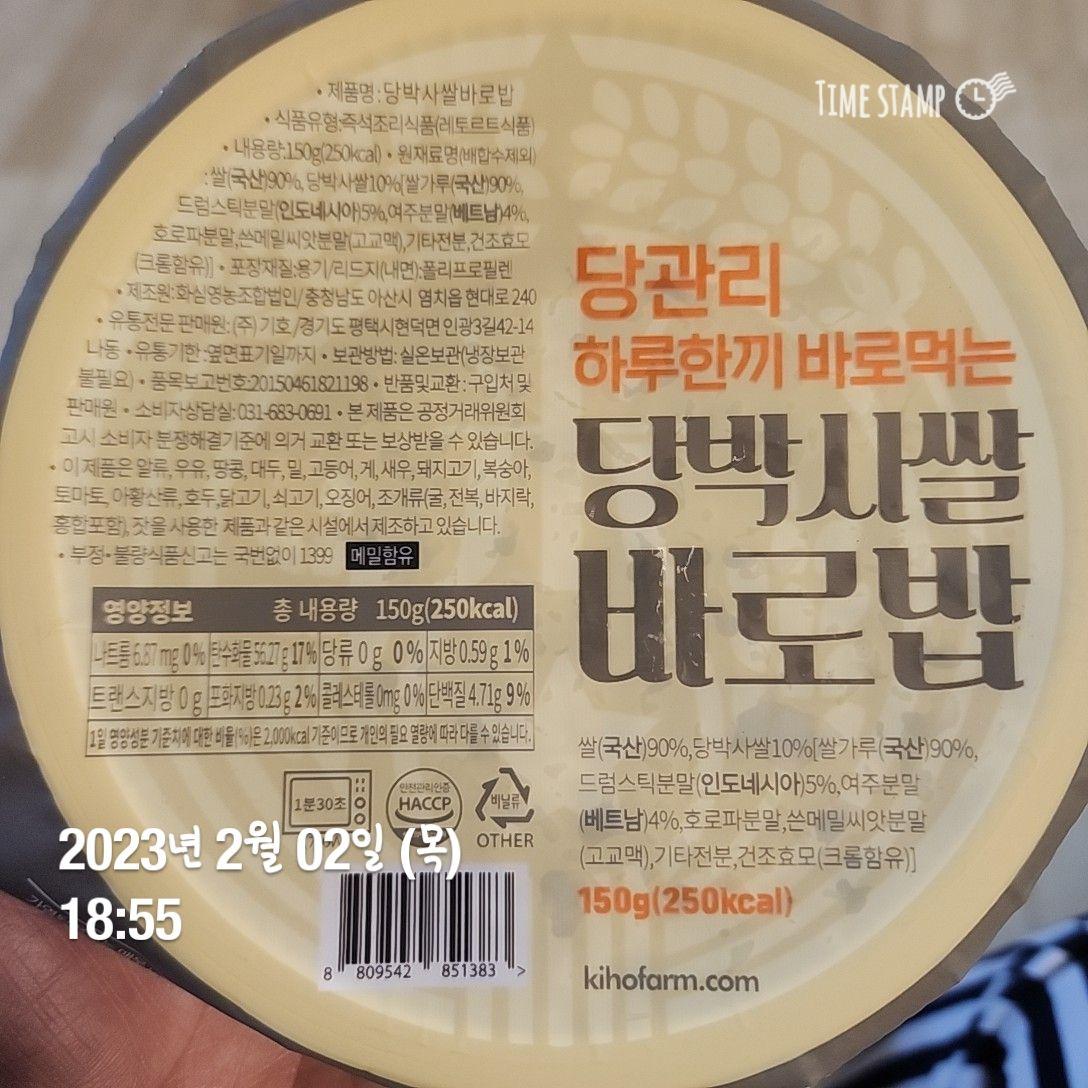 TIME STAMP
• 제품명:당박사쌀바로밥
• 식품유형:즉석조리식품(레토르트식품)
• 내용량:150g(250kcal) • 원재료명(배합수제외)
:쌀(국산)90%, 당박사쌀10%[쌀가루(국산)90%,
드럼스틱분말(인도네시아)5%,여주분말(베트남)4%,
호로파분말,쓴메밀씨앗분말(고교맥),기타전분,건조효모
(크롬함유)] • 포장재질:용기/리드지(내면):폴리프로필렌
• 제조원:화심영농조합법인/충청남도 아산시 염치읍 현대로 240
• 유통전문 판매원:(주) 기호/경기도 평택시현덕면 인광3길42-14
나동 • 유통기한:옆면표기일까지 • 보관방법: 실온보관(냉장보관
불필요) • 품목보고번호:20150461821198 • 반품및교환:구입처 및
판매원 • 소비자상담실: 031-683-0691 • 본 제품은 공정거래위원회
고시 소비자 분쟁해결기준에 의거 교환 또는 보상받을 수 있습니다.
• 이 제품은 알류, 우유, 땅콩, 대두, 밀, 고등어, 게, 새우, 돼지고기, 복숭아,
토마토, 아황산류, 호두,닭고기, 쇠고기, 오징어, 조개류(굴, 전복, 바지락,
홍합포함), 잣을 사용한 제품과 같은 시설에서 제조하고 있습니다.
• 부정•불량식품신고는 국번없이 1399 메밀함유
영양정보 총 내용량 150g(250kcal)
나트륨 6.87 mg 0% 탄수화물 56.27 g 17% 당류 0 g 0% 지방 0.59 g 1%
트랜스지방 0 g 포화지방 0.23 g 2% 콜레스테롤 0mg 0% 단백질 4.71g 9%
1일 영양성분 기준치에 대한 비율(%)은 2,000kcal 기준이므로 개인의 필요 열량에 따라 다를 수 있습니다.
1분30초
안전관리인증
HACCP
비닐류
OTHER
8 809542 851383 >
당관리
하루한끼 바로먹는
당박사쌀
바로밥
쌀(국산)90%,당박사쌀10%[쌀가루(국산)90%,
드럼스틱분말(인도네시아)5%,여주분말
(베트남)4%,호로파분말,쓴메밀씨앗분말
(고교맥),기타전분,건조효모(크롬함유)]
150g(250kcal)
kihofarm.com
2023년 2월 02일 (목)
18:55